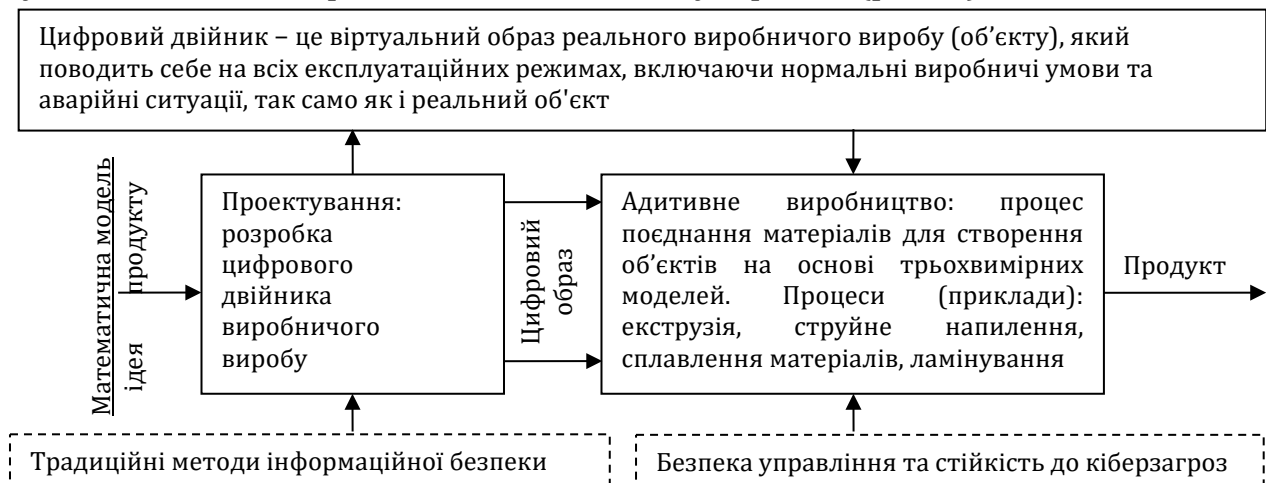 Цифровий двійник – це віртуальний образ реального виробничого виробу (об’єкту), який
поводить себе на всіх експлуатаційних режимах, включаючи нормальні виробничі умови та
аварійні ситуації, так само як і реальний об'єкт
Математична модель
ідея продукту
Проектування:
розробка
цифрового
двійника
виробничого
виробу
Цифровий
образ
Адитивне виробництво: процес
поєднання матеріалів для створення
об’єктів на основі трьохвимірних
моделей. Процеси (приклади):
екструзія, струйне напилення,
сплавлення матеріалів, ламінування
Продукт
Традиційні методи інформаційної безпеки
Безпека управління та стійкість до кіберзагроз